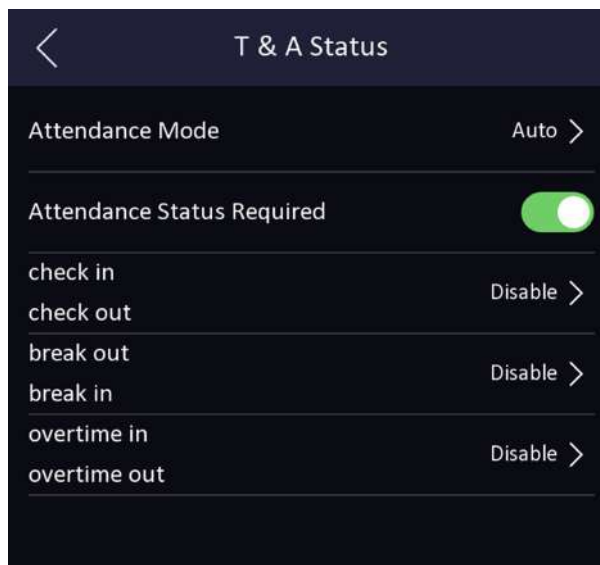 T & A Status
Attendance Mode Auto
Attendance Status Required
check in
check out
Disable
break out
break in
Disable
overtime in
overtime out
Disable